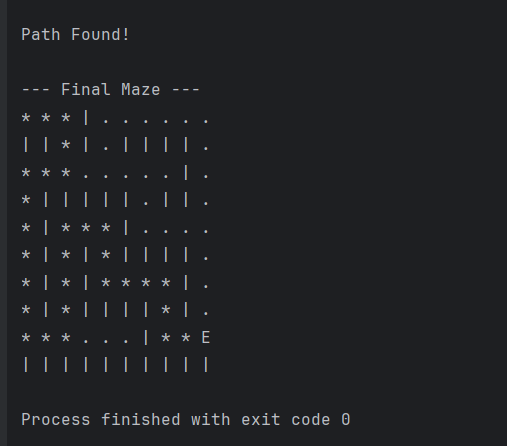 Path Found!
--- Final Maze ---
* * * | . . . . . .
| | * | . | | | | .
* * * . . . . . | .
* | | | | | . | | .
* | * * * | . . . .
* | * | * | | | | .
* | * | * * * * | .
* | * | | | | * | .
* * * . . . | * * E
| | | | | | | | | |
Process finished with exit code 0